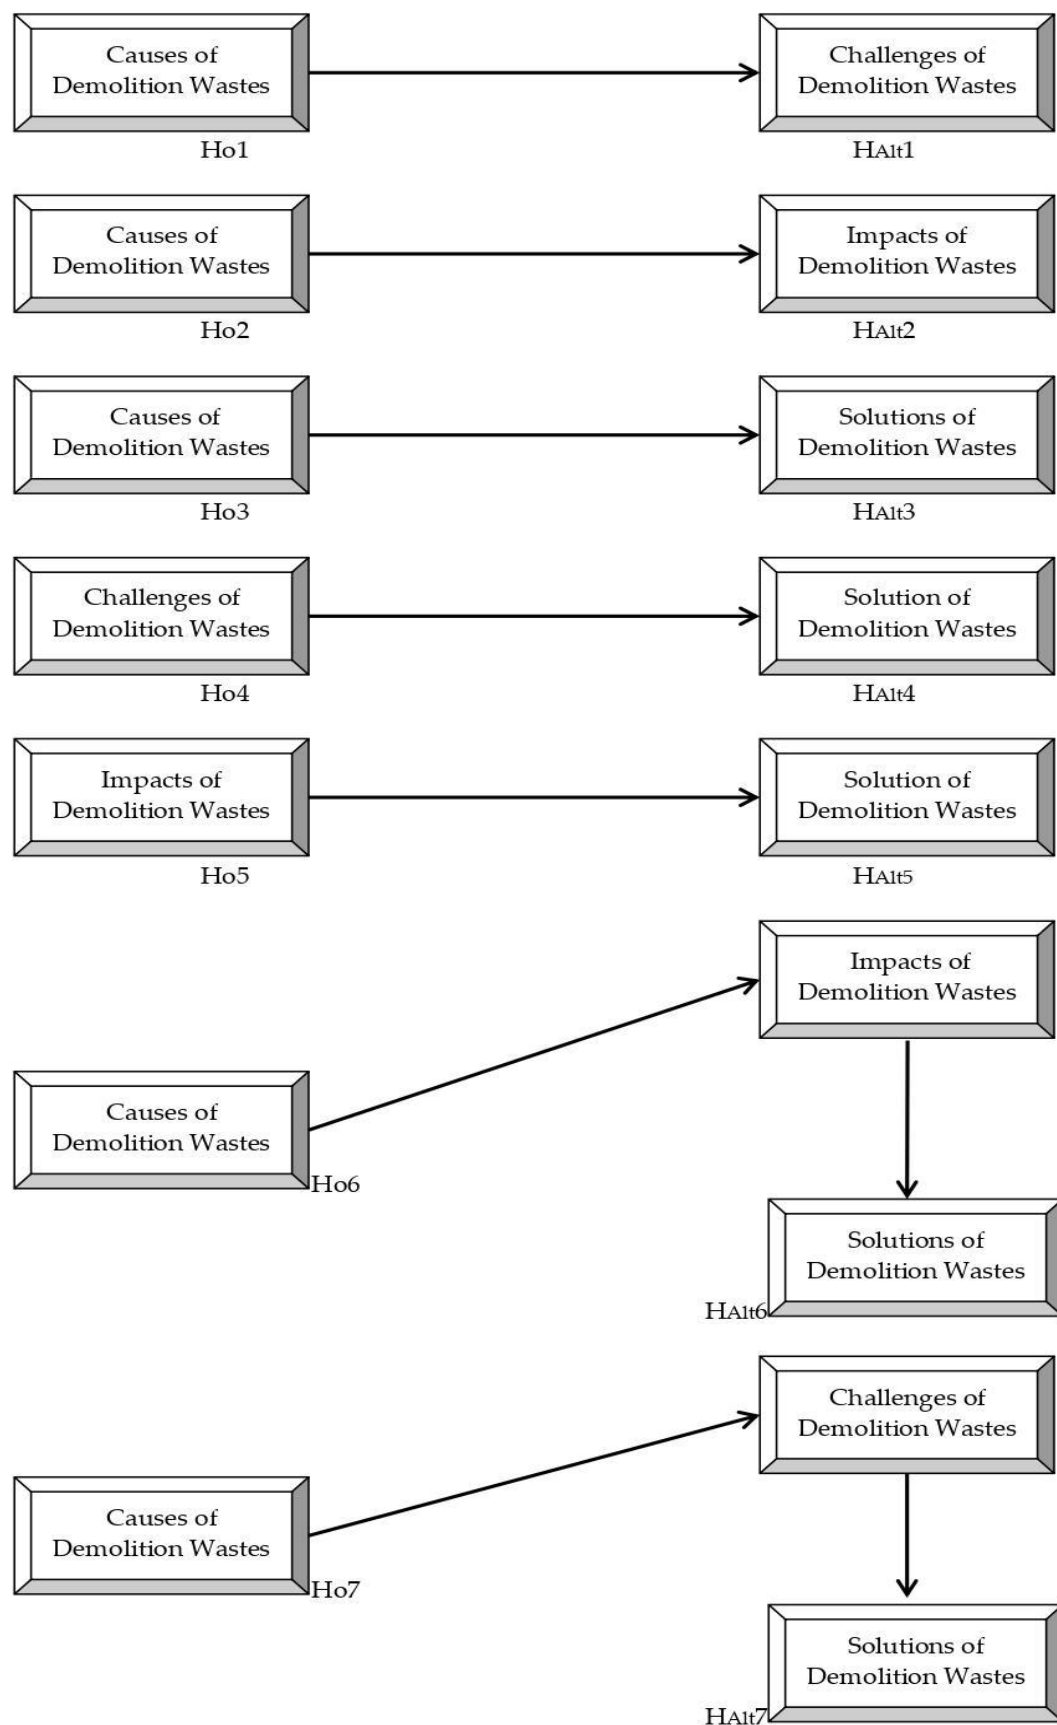 Causes of
Demolition Wastes
Challenges of
Demolition Wastes
Ho1
HAlt1
Causes of
Demolition Wastes
Impacts of
Demolition Wastes
Ho2
HAlt2
Causes of
Demolition Wastes
Solutions of
Demolition Wastes
Ho3
HAlt3
Challenges of
Demolition Wastes
Solution of
Demolition Wastes
Ho4
HAlt4
Impacts of
Demolition Wastes
Solution of
Demolition Wastes
Ho5
HAlt5
Impacts of
Demolition Wastes
Causes of
Demolition Wastes
Ho6
Solutions of
Demolition Wastes
HAlt6
Challenges of
Demolition Wastes
Causes of
Demolition Wastes
Ho7
Solutions of
Demolition Wastes
HAlt7